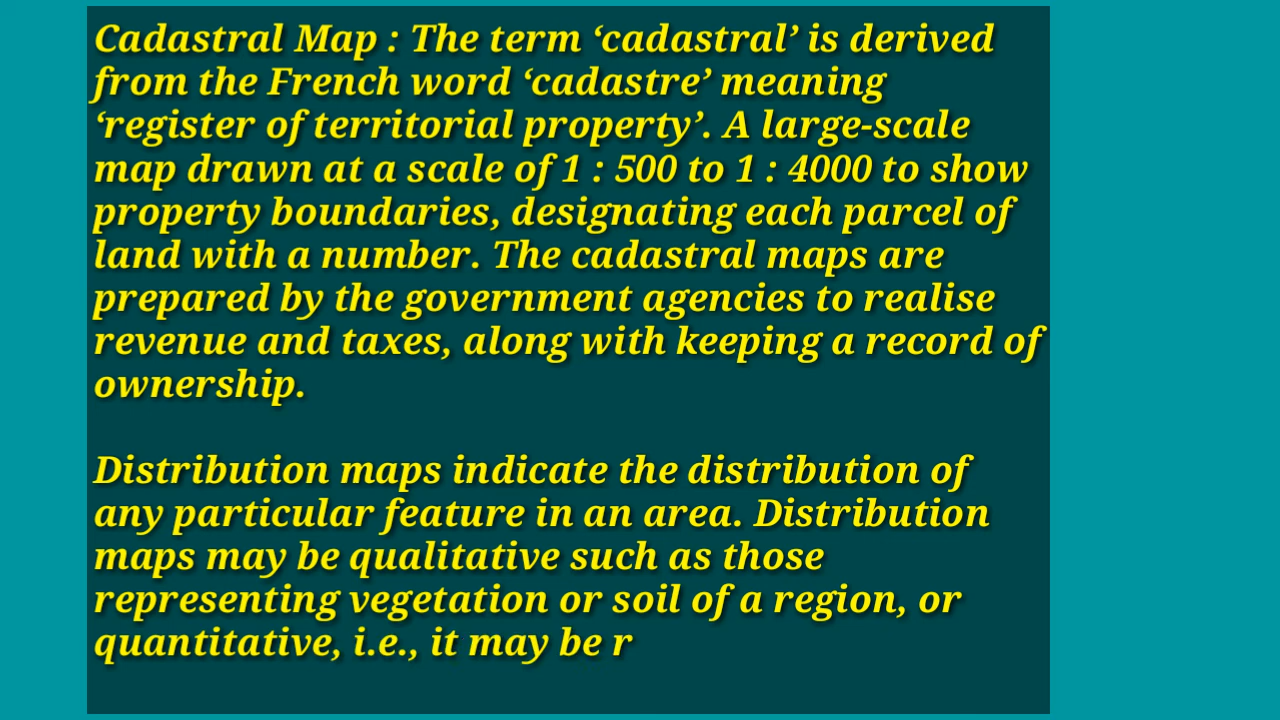 Cadastral Map : The term ‘cadastral’ is derived
from the French word ‘cadastre’ meaning
‘register of territorial property’. A large-scale
map drawn at a scale of 1 : 500 to 1 : 4000 to show
property boundaries, designating each parcel of
land with a number. The cadastral maps are
prepared by the government agencies to realise
revenue and taxes, along with keeping a record of
ownership.

Distribution maps indicate the distribution of
any particular feature in an area. Distribution
maps may be qualitative such as those
representing vegetation or soil of a region, or
quantitative, i.e., it may be r